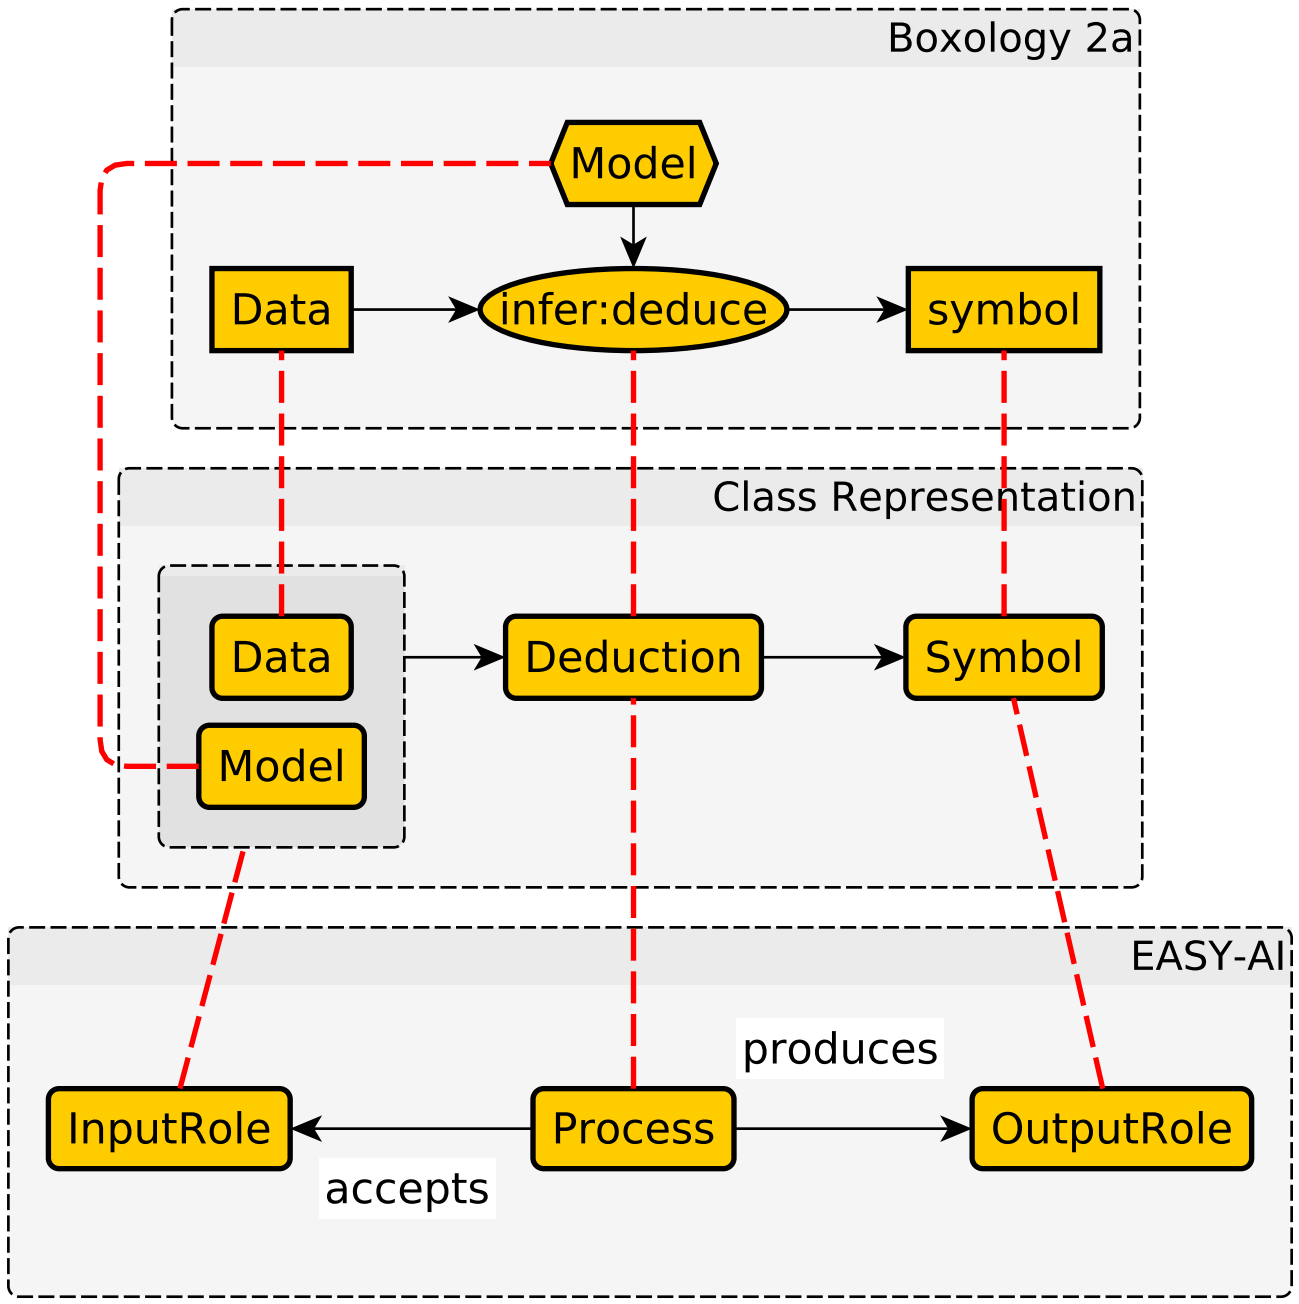 Boxology 2a
Model
Data
infer:deduce
symbol
Class Representation
Data
Deduction
Symbol
Model
EASY-AI
produces
InputRole
Process
OutputRole
accepts